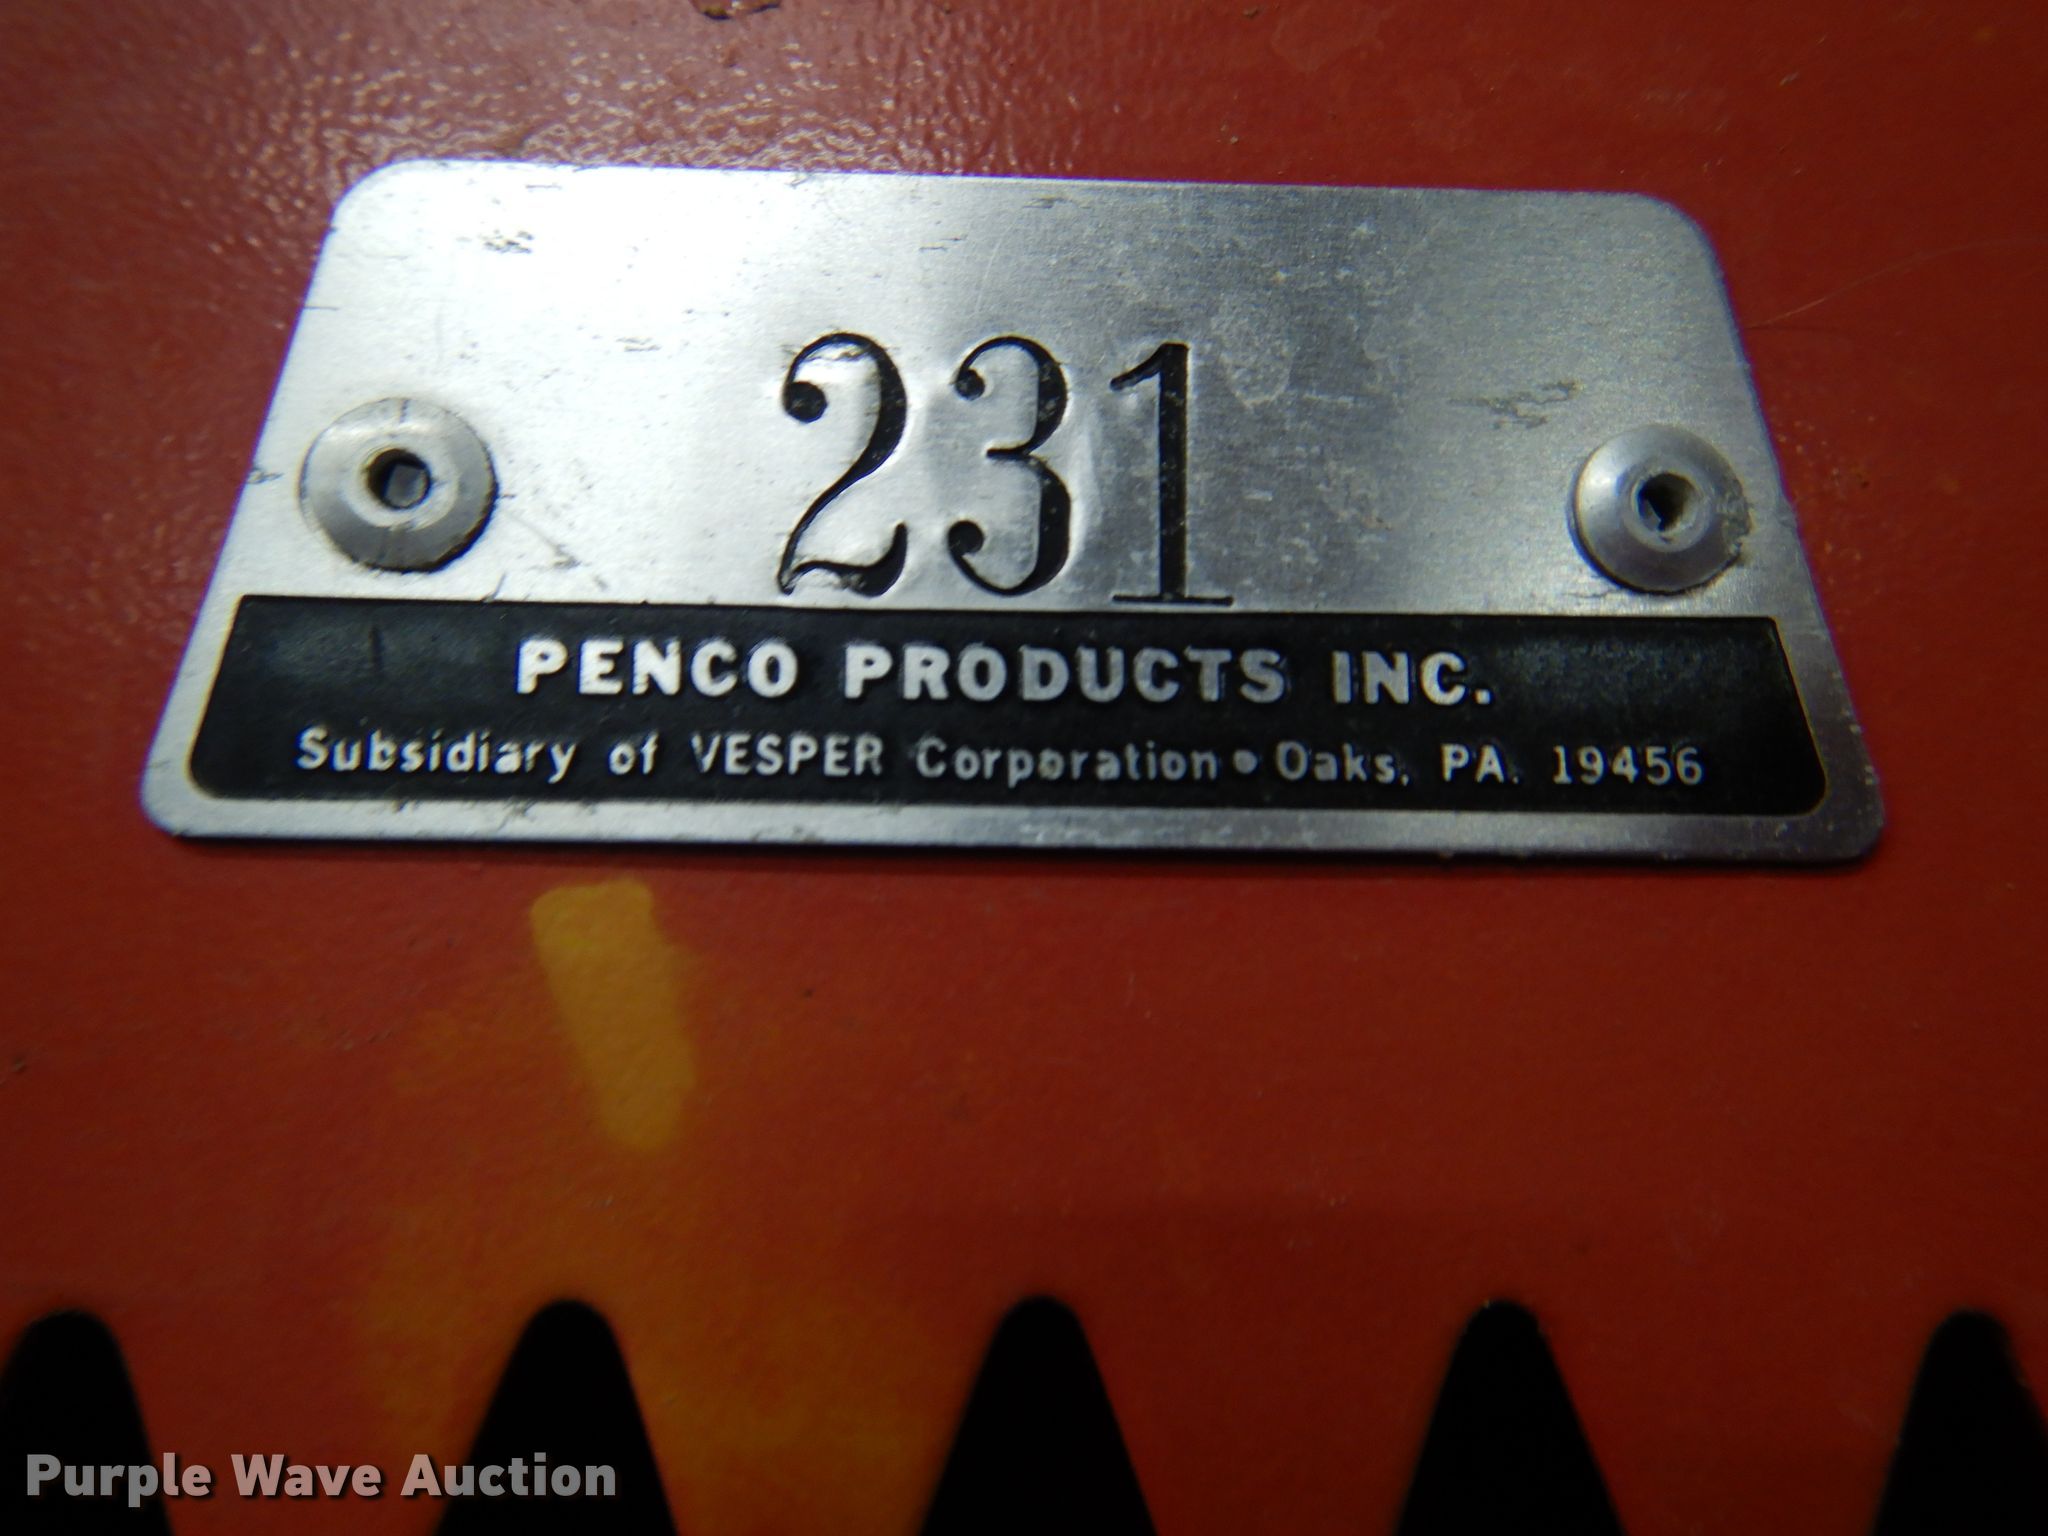 231
PENCO PRODUCTS INC.
Subsidiary of VESPER Corporation • Oaks, PA. 19456
Purple Wave Auction